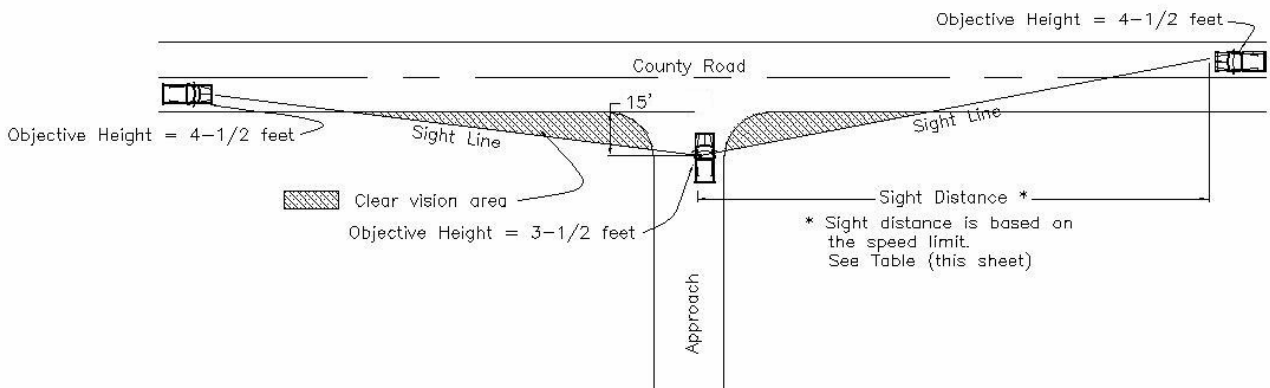 Objective Height = 4-1/2 feet
County Road
15'
Objective Height = 4-1/2 feet
Sight Line
Sight Line
Clear vision area
Sight Distance *
Objective Height = 3-1/2 feet
* Sight distance is based on
the speed limit.
See Table (this sheet)
Approach